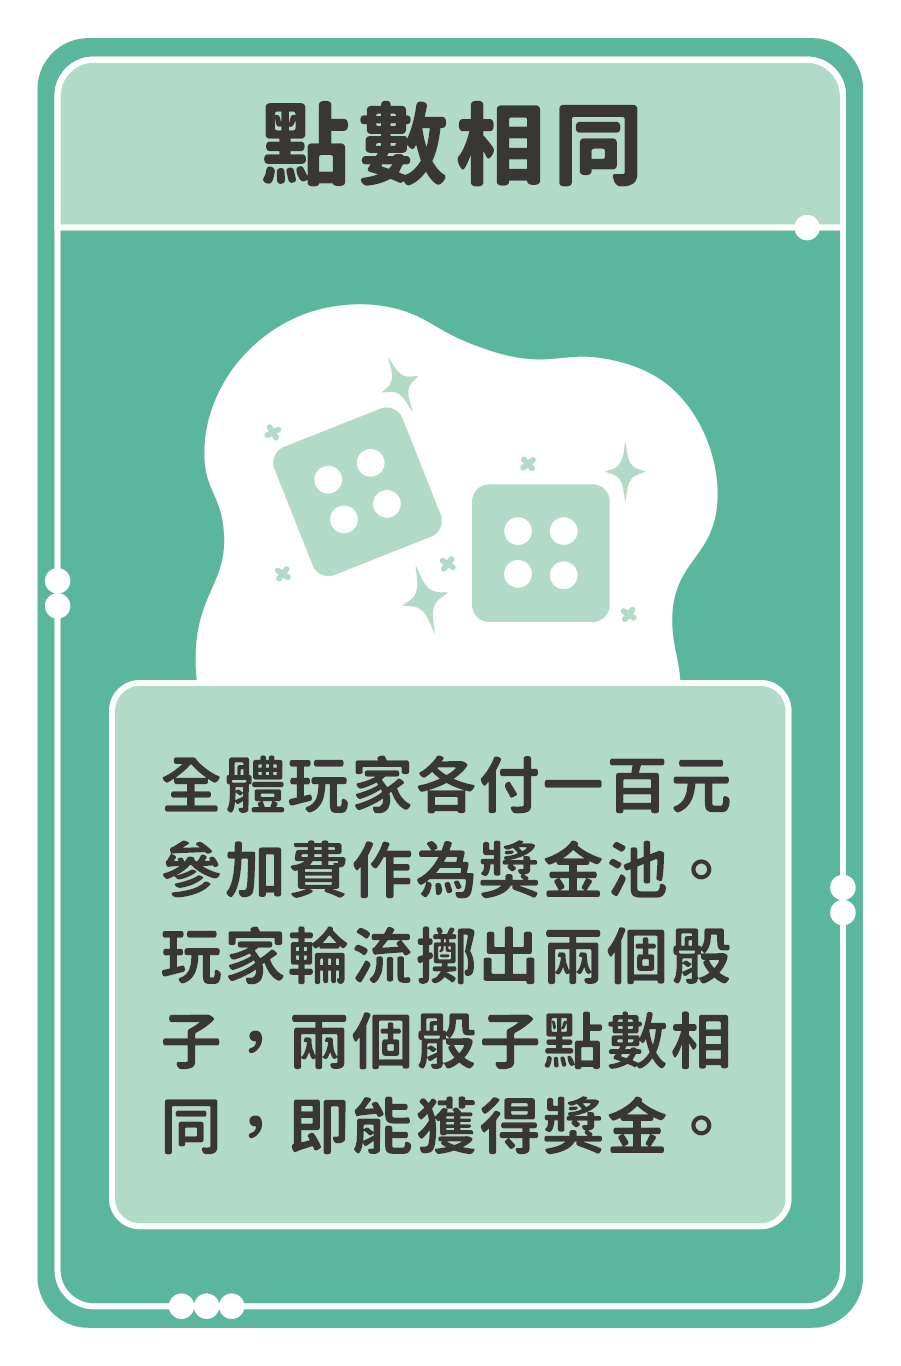 點數相同
全體玩家各付一百元
參加費作為獎金池。
玩家輪流擲出兩個骰
子，兩個骰子點數相
同，即能獲得獎金。